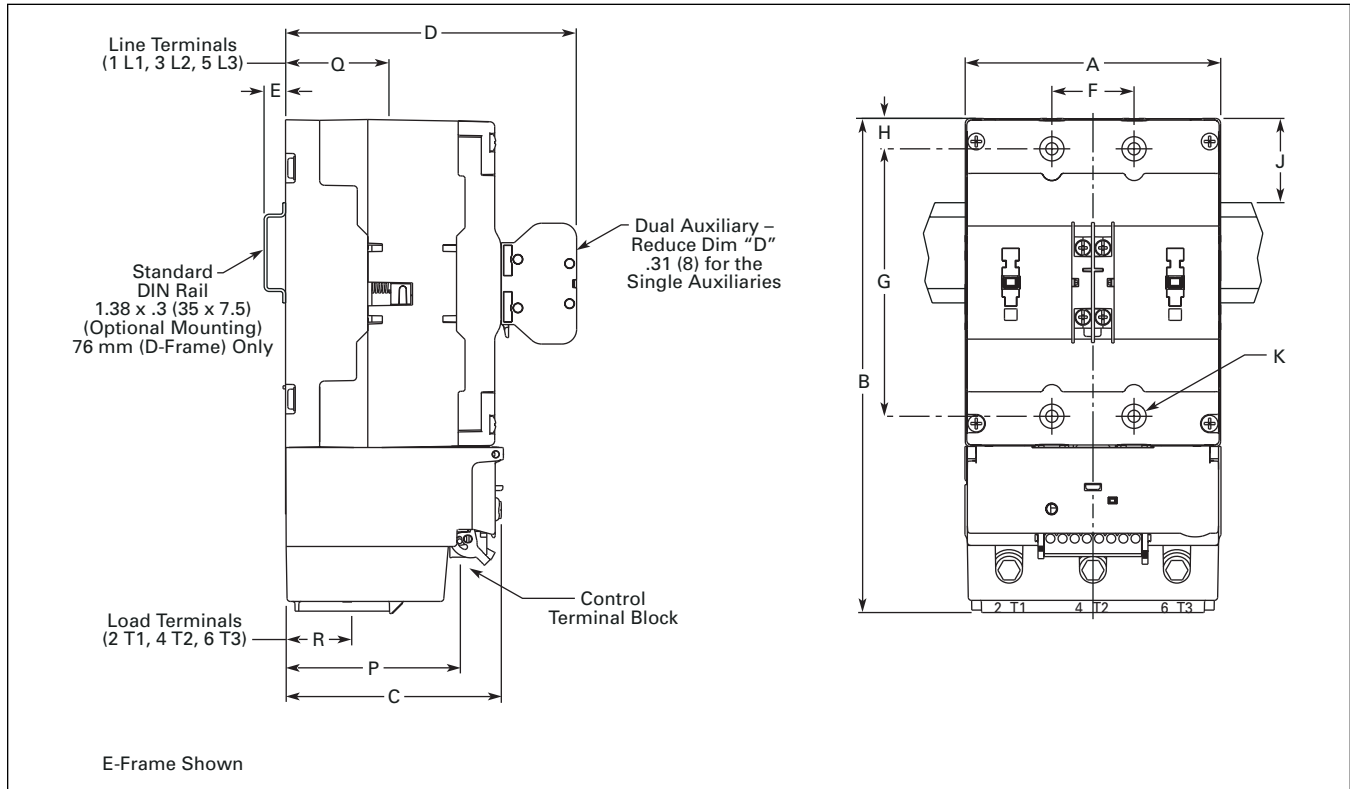 Line Terminals
(1 L1, 3 L2, 5 L3)
D
Q
E
A
F
H
J
Dual Auxiliary –
Reduce Dim “D”
.31 (8) for the
Single Auxiliaries
Standard
DIN Rail
1.38 x .3 (35 x 7.5)
(Optional Mounting)
76 mm (D-Frame) Only
G
B
K
Control
Terminal Block
Load Terminals
(2 T1, 4 T2, 6 T3)
R
P
C
2 T1
4 T2
6 T3
E-Frame Shown